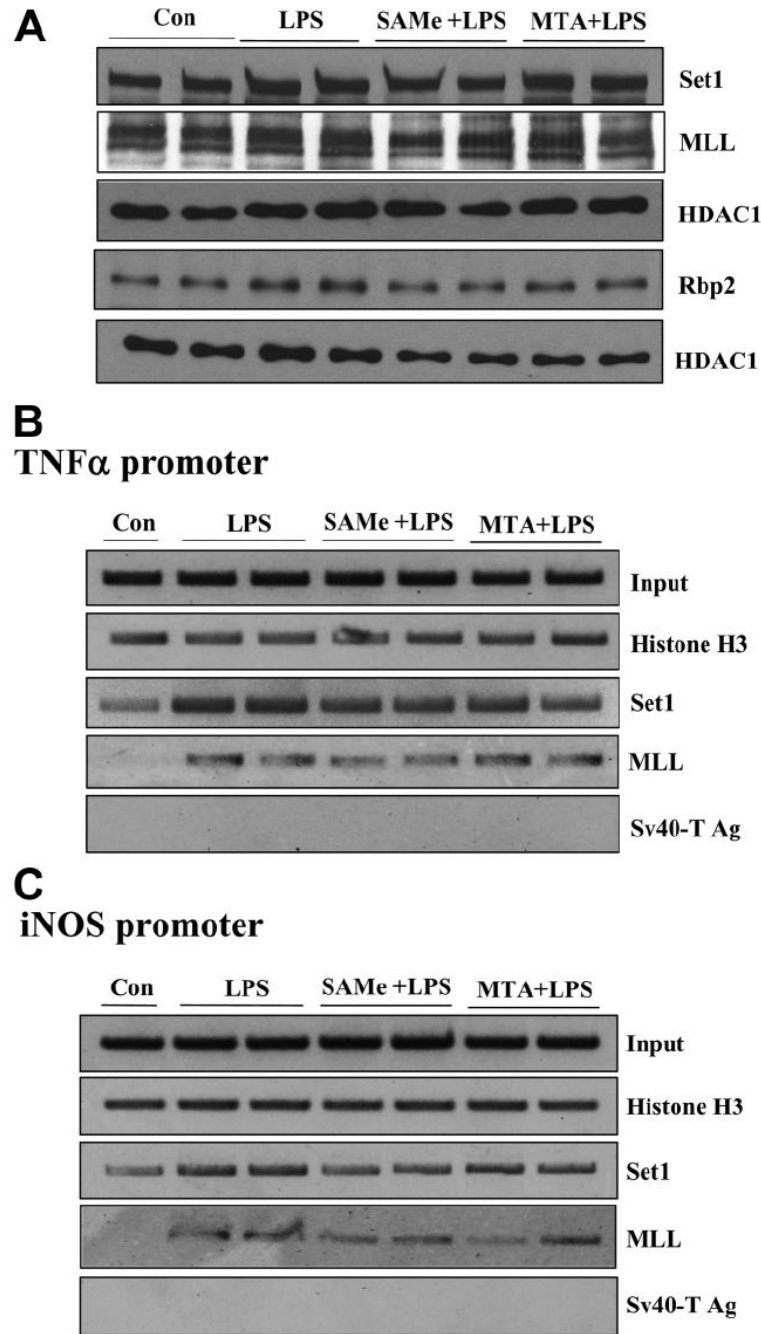 A
Con LPS SAMe +LPS MTA+LPS
Set1
MLL
HDAC1
Rbp2
HDAC1
B
TNFα promoter
Con LPS SAMe +LPS MTA+LPS
Input
Histone H3
Set1
MLL
Sv40-T Ag
C
iNOS promoter
Con LPS SAMe +LPS MTA+LPS
Input
Histone H3
Set1
MLL
Sv40-T Ag